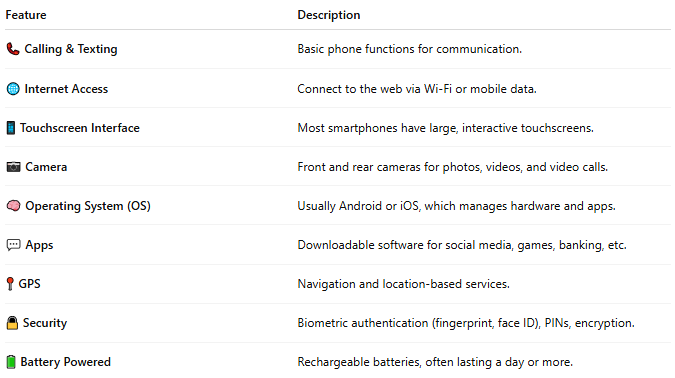 Feature Description
📞 Calling & Texting Basic phone functions for communication.
🌐 Internet Access Connect to the web via Wi-Fi or mobile data.
📱 Touchscreen Interface Most smartphones have large, interactive touchscreens.
📷 Camera Front and rear cameras for photos, videos, and video calls.
🧠 Operating System (OS) Usually Android or iOS, which manages hardware and apps.
💬 Apps Downloadable software for social media, games, banking, etc.
📍 GPS Navigation and location-based services.
🔒 Security Biometric authentication (fingerprint, face ID), PINs, encryption.
🔋 Battery Powered Rechargeable batteries, often lasting a day or more.